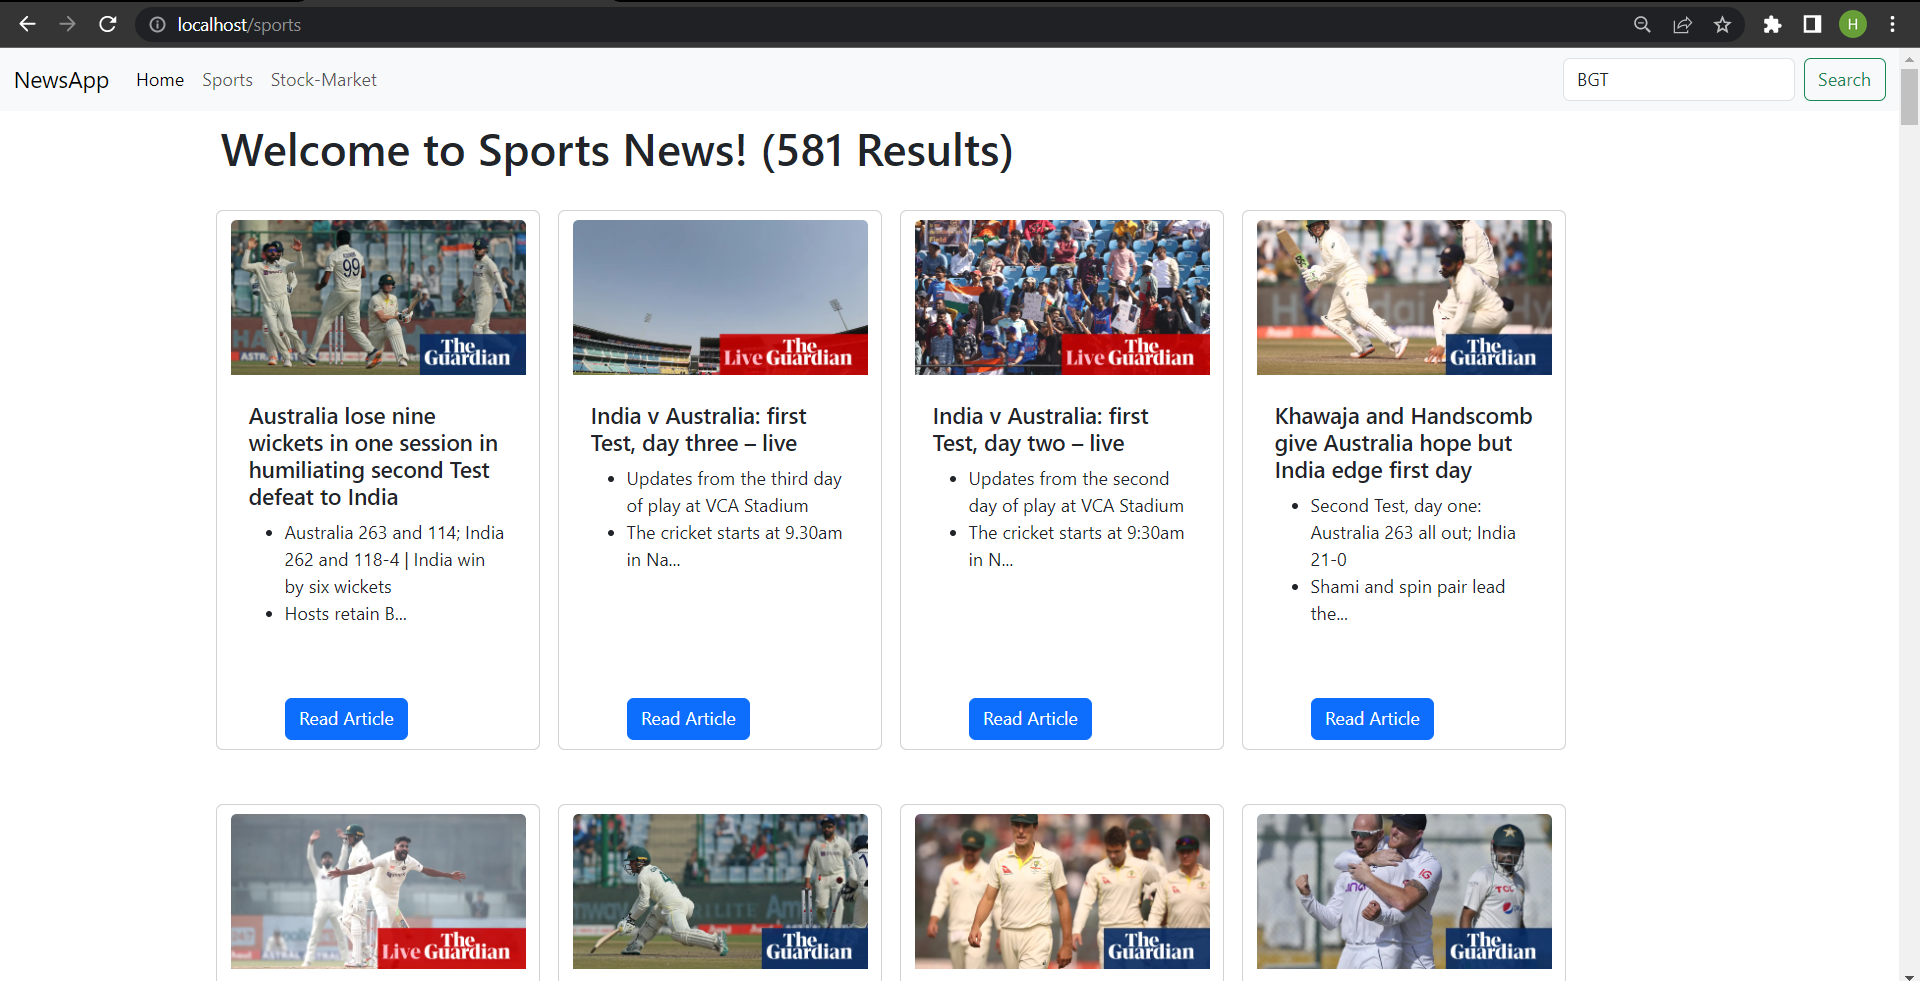 localhost/sports
H
NewsApp Home Sports Stock-Market BGT Search
Welcome to Sports News! (581 Results)
99
The
Guardian
Australia lose nine
wickets in one session in
humiliating second Test
defeat to India
• Australia 263 and 114; India
262 and 118-4 | India win
by six wickets
• Hosts retain B...
Read Article
Live The
Guardian
India v Australia: first
Test, day three – live
• Updates from the third day
of play at VCA Stadium
• The cricket starts at 9.30am
in Na...
Read Article
Live The
Guardian
India v Australia: first
Test, day two – live
• Updates from the second
day of play at VCA Stadium
• The cricket starts at 9:30am
in N...
Read Article
The
Guardian
Khawaja and Handscomb
give Australia hope but
India edge first day
• Second Test, day one:
Australia 263 all out; India
21-0
• Shami and spin pair lead
the...
Read Article
Live The
Guardian
The
Guardian
The
Guardian
TCL
The
Guardian